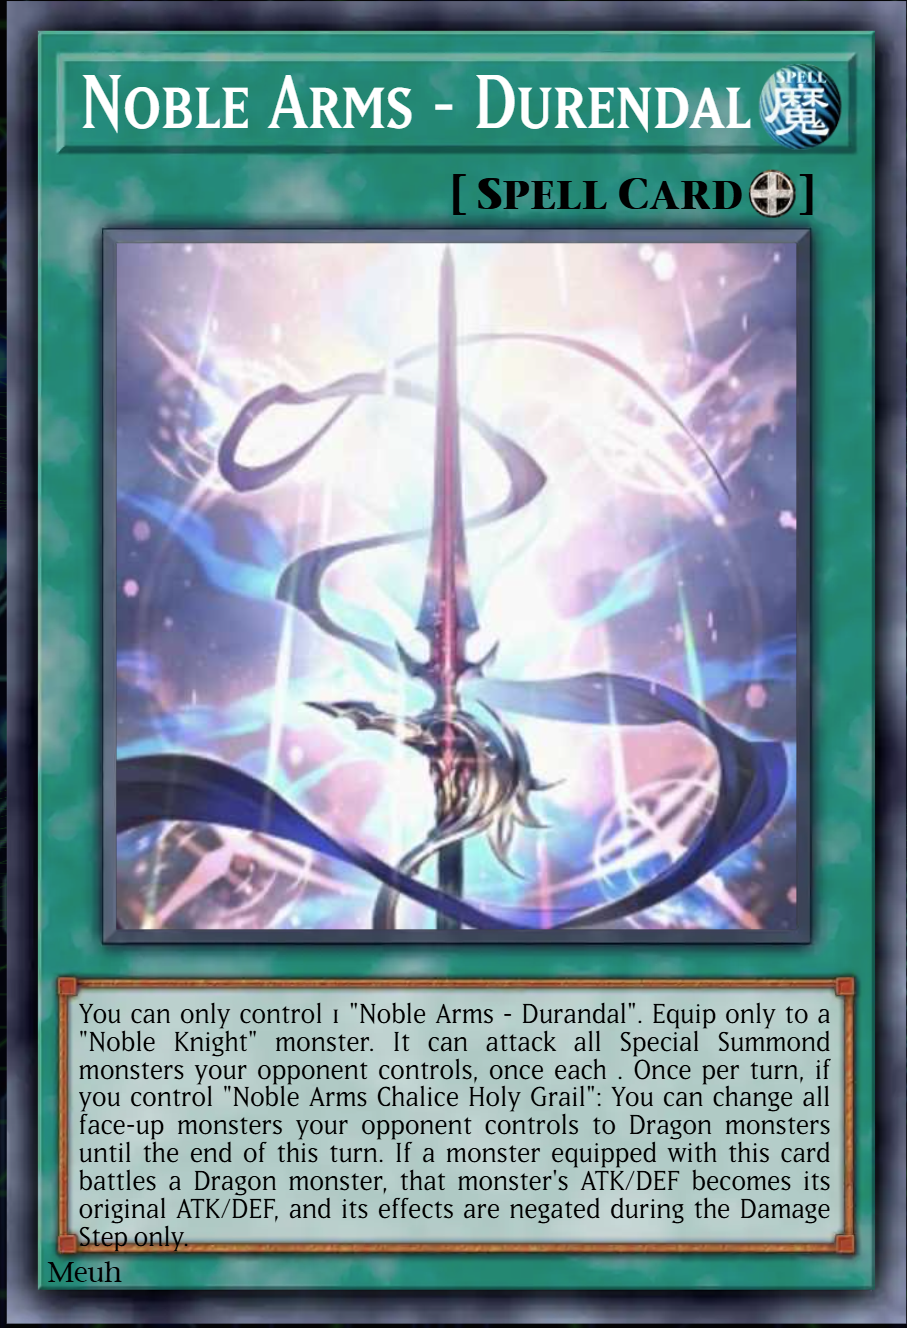 NOBLE ARMS - DURENDAL
SPELL
魔
[ SPELL CARD ]
You can only control 1 "Noble Arms - Durandal". Equip only to a
"Noble Knight" monster. It can attack all Special Summond
monsters your opponent controls, once each . Once per turn, if
you control "Noble Arms Chalice Holy Grail": You can change all
face-up monsters your opponent controls to Dragon monsters
until the end of this turn. If a monster equipped with this card
battles a Dragon monster, that monster's ATK/DEF becomes its
original ATK/DEF, and its effects are negated during the Damage
Step only.
Meuh